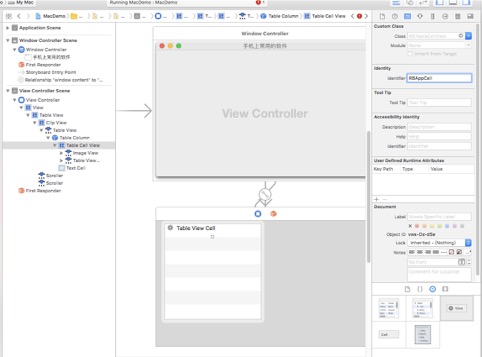 My Mac
Running MacDemo
MacDemo
Table Column
Table Cell View
Application Scene
Window Controller Scene
Window Controller
手机上常用的软件
First Responder
Storyboard Entry Point
Relationship "window content" to "...
View Controller Scene
View Controller
View
Table View
Clip View
Table View
Table Column
Table Cell View
Image View
Table View...
Text Cell
Scroller
Scroller
First Responder
Window Controller
手机上常用的软件
View Controller
Table View Cell
Custom Class
Class
Module
None
Inherit From Target
Identity
Identifier
RBAppCell
Tool Tip
Tool Tip
Tool Tip
Accessibility Identity
Description
Description
Help
Help
Identifier
Identifier
User Defined Runtime Attributes
Key Path
Type
Value
Document
Label
Xcode Specific Label
Object ID
Lock
Inherited - (Nothing)
Notes
No Font
Comment For Localizer
View
Cell